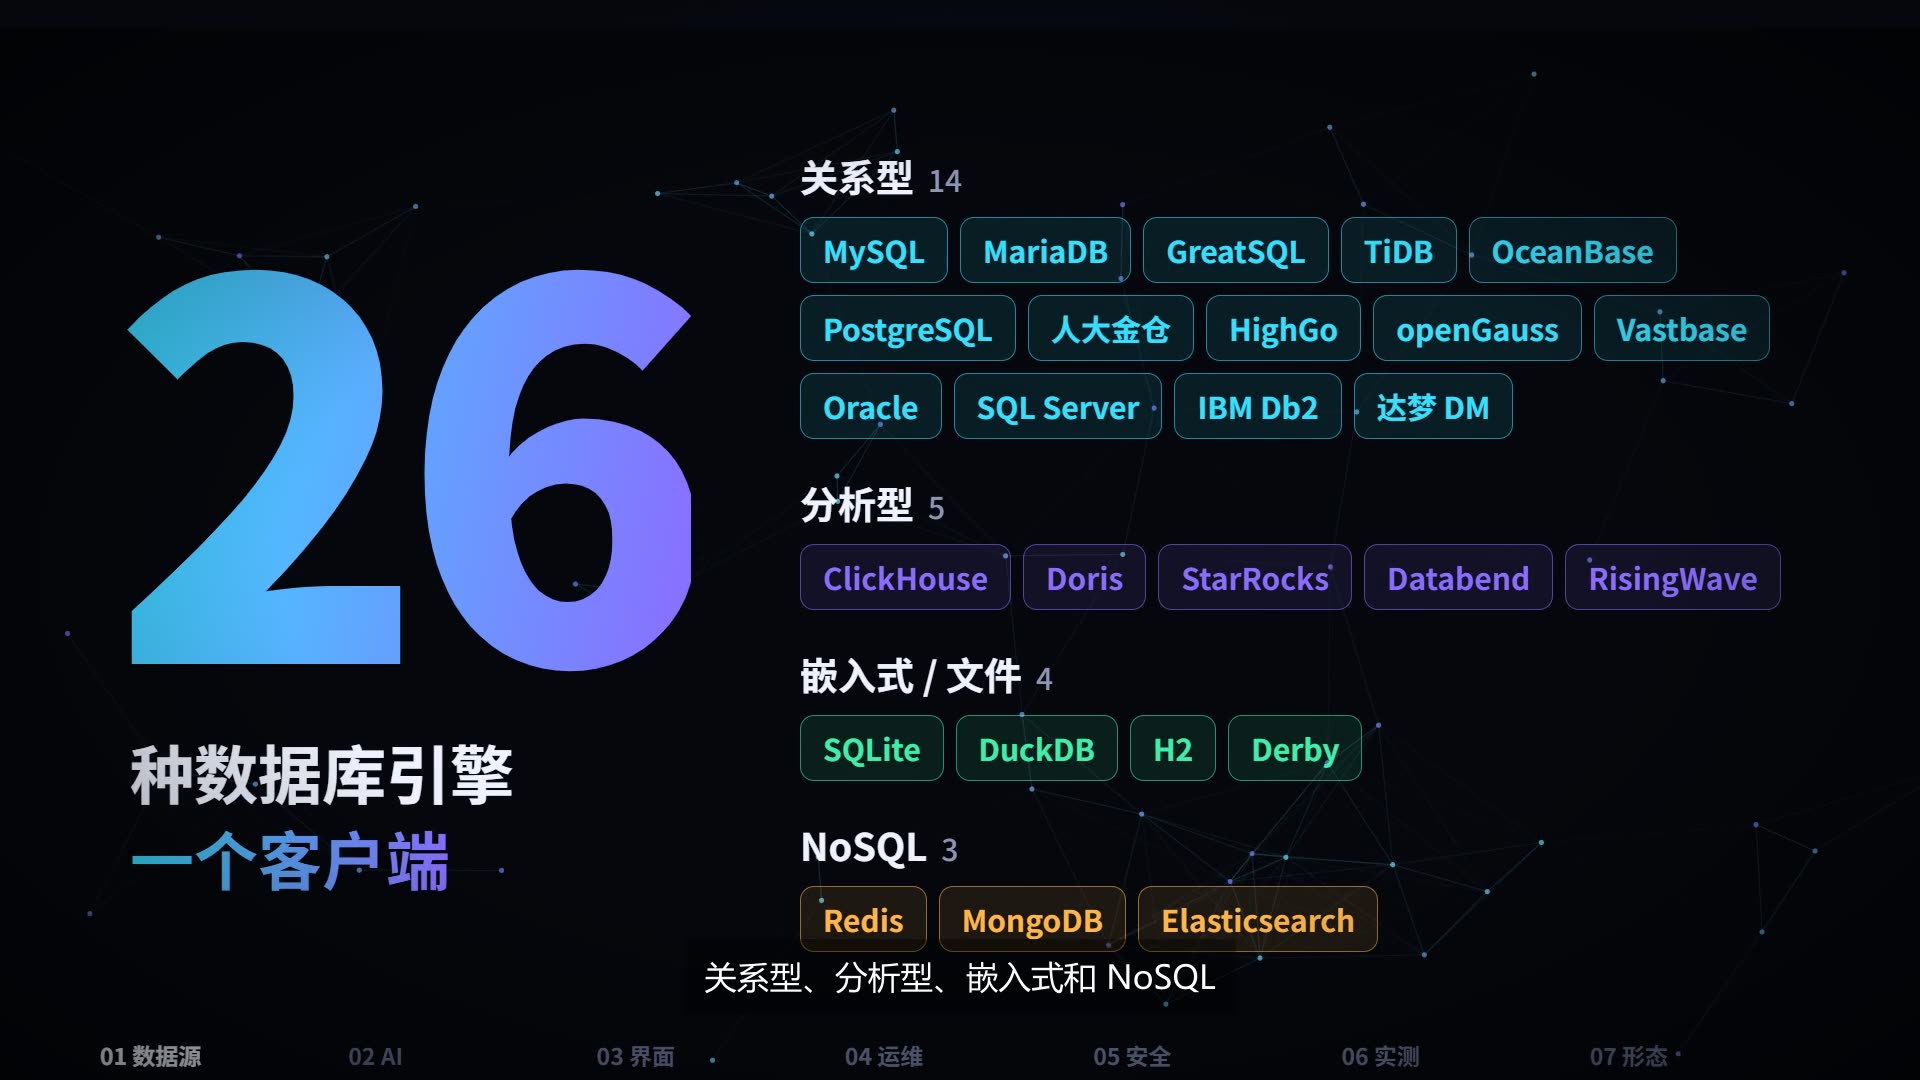 26
种数据库引擎
一个客户端
关系型 14
MySQL MariaDB GreatSQL TiDB OceanBase
PostgreSQL 人大金仓 HighGo openGauss Vastbase
Oracle SQL Server IBM Db2 达梦 DM
分析型 5
ClickHouse Doris StarRocks Databend RisingWave
嵌入式 / 文件 4
SQLite DuckDB H2 Derby
NoSQL 3
Redis MongoDB Elasticsearch
关系型、分析型、嵌入式和 NoSQL
01 数据源 02 AI 03 界面 04 运维 05 安全 06 实测 07 形态